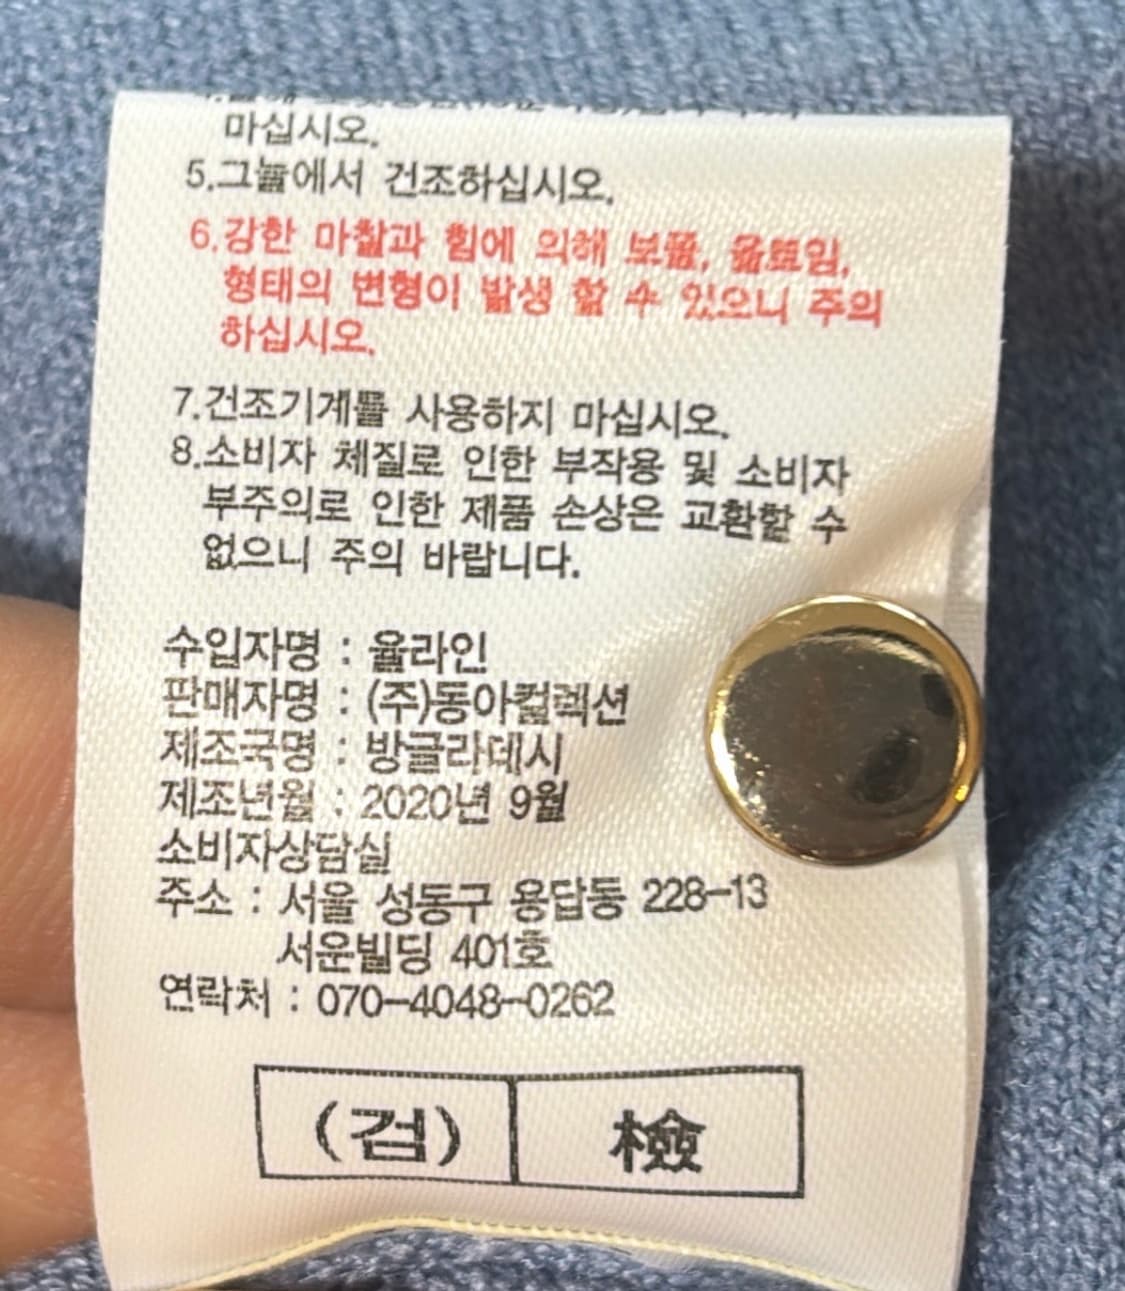 마십시오.
5.그늘에서 건조하십시오.
6.강한 마찰과 힘에 의해 보풀, 올트임,
형태의 변형이 발생 할 수 있으니 주의
하십시오.
7.건조기계를 사용하지 마십시오.
8.소비자 체질로 인한 부작용 및 소비자
부주의로 인한 제품 손상은 교환할 수
없으니 주의 바랍니다.
수입자명 : 율라인
판매자명 : (주)동아컬렉션
제조국명 : 방글라데시
제조년월 : 2020년 9월
소비자상담실
주소 : 서울 성동구 용답동 228-13
서운빌딩 401호
연락처 : 070-4048-0262
(검) 檢